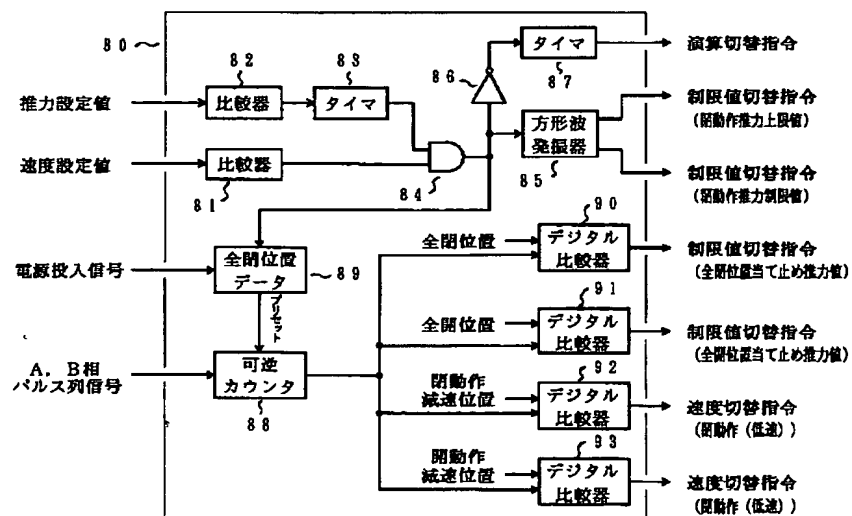 80
82
83
86
タイマ
87
演算切替指令
推力設定値
比較器
タイマ
方形波
発振器
85
制限値切替指令
(閉動作推力上限値)
速度設定値
比較器
81
84
制限値切替指令
(閉動作推力制限値)
電源投入信号
全閉位置
データ
89
プリセット
全閉位置
90
デジタル
比較器
制限値切替指令
(全閉位置当て止め推力値)
全開位置
91
デジタル
比較器
制限値切替指令
(全開位置当て止め推力値)
A，B相
パルス列信号
可逆
カウンタ
88
閉動作
減速位置
92
デジタル
比較器
速度切替指令
(閉動作(低速))
開動作
減速位置
93
デジタル
比較器
速度切替指令
(開動作(低速))